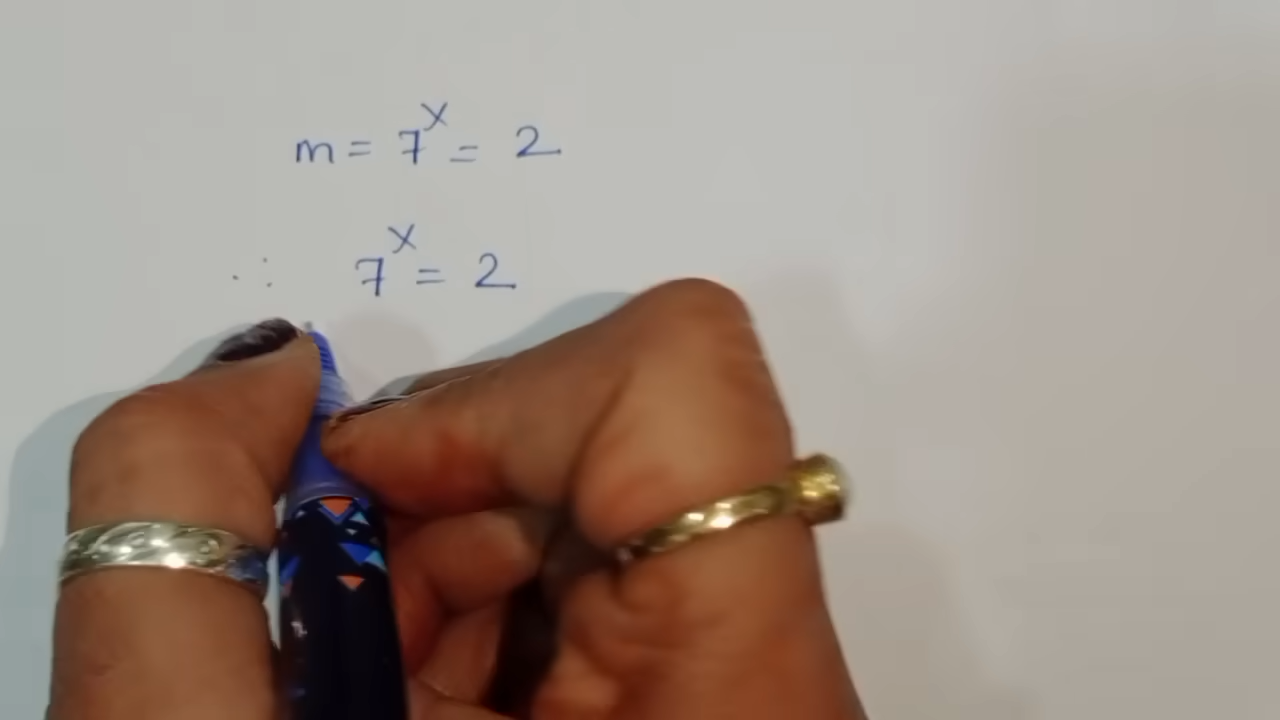 m = 7^x = 2
∴ 7^x = 2